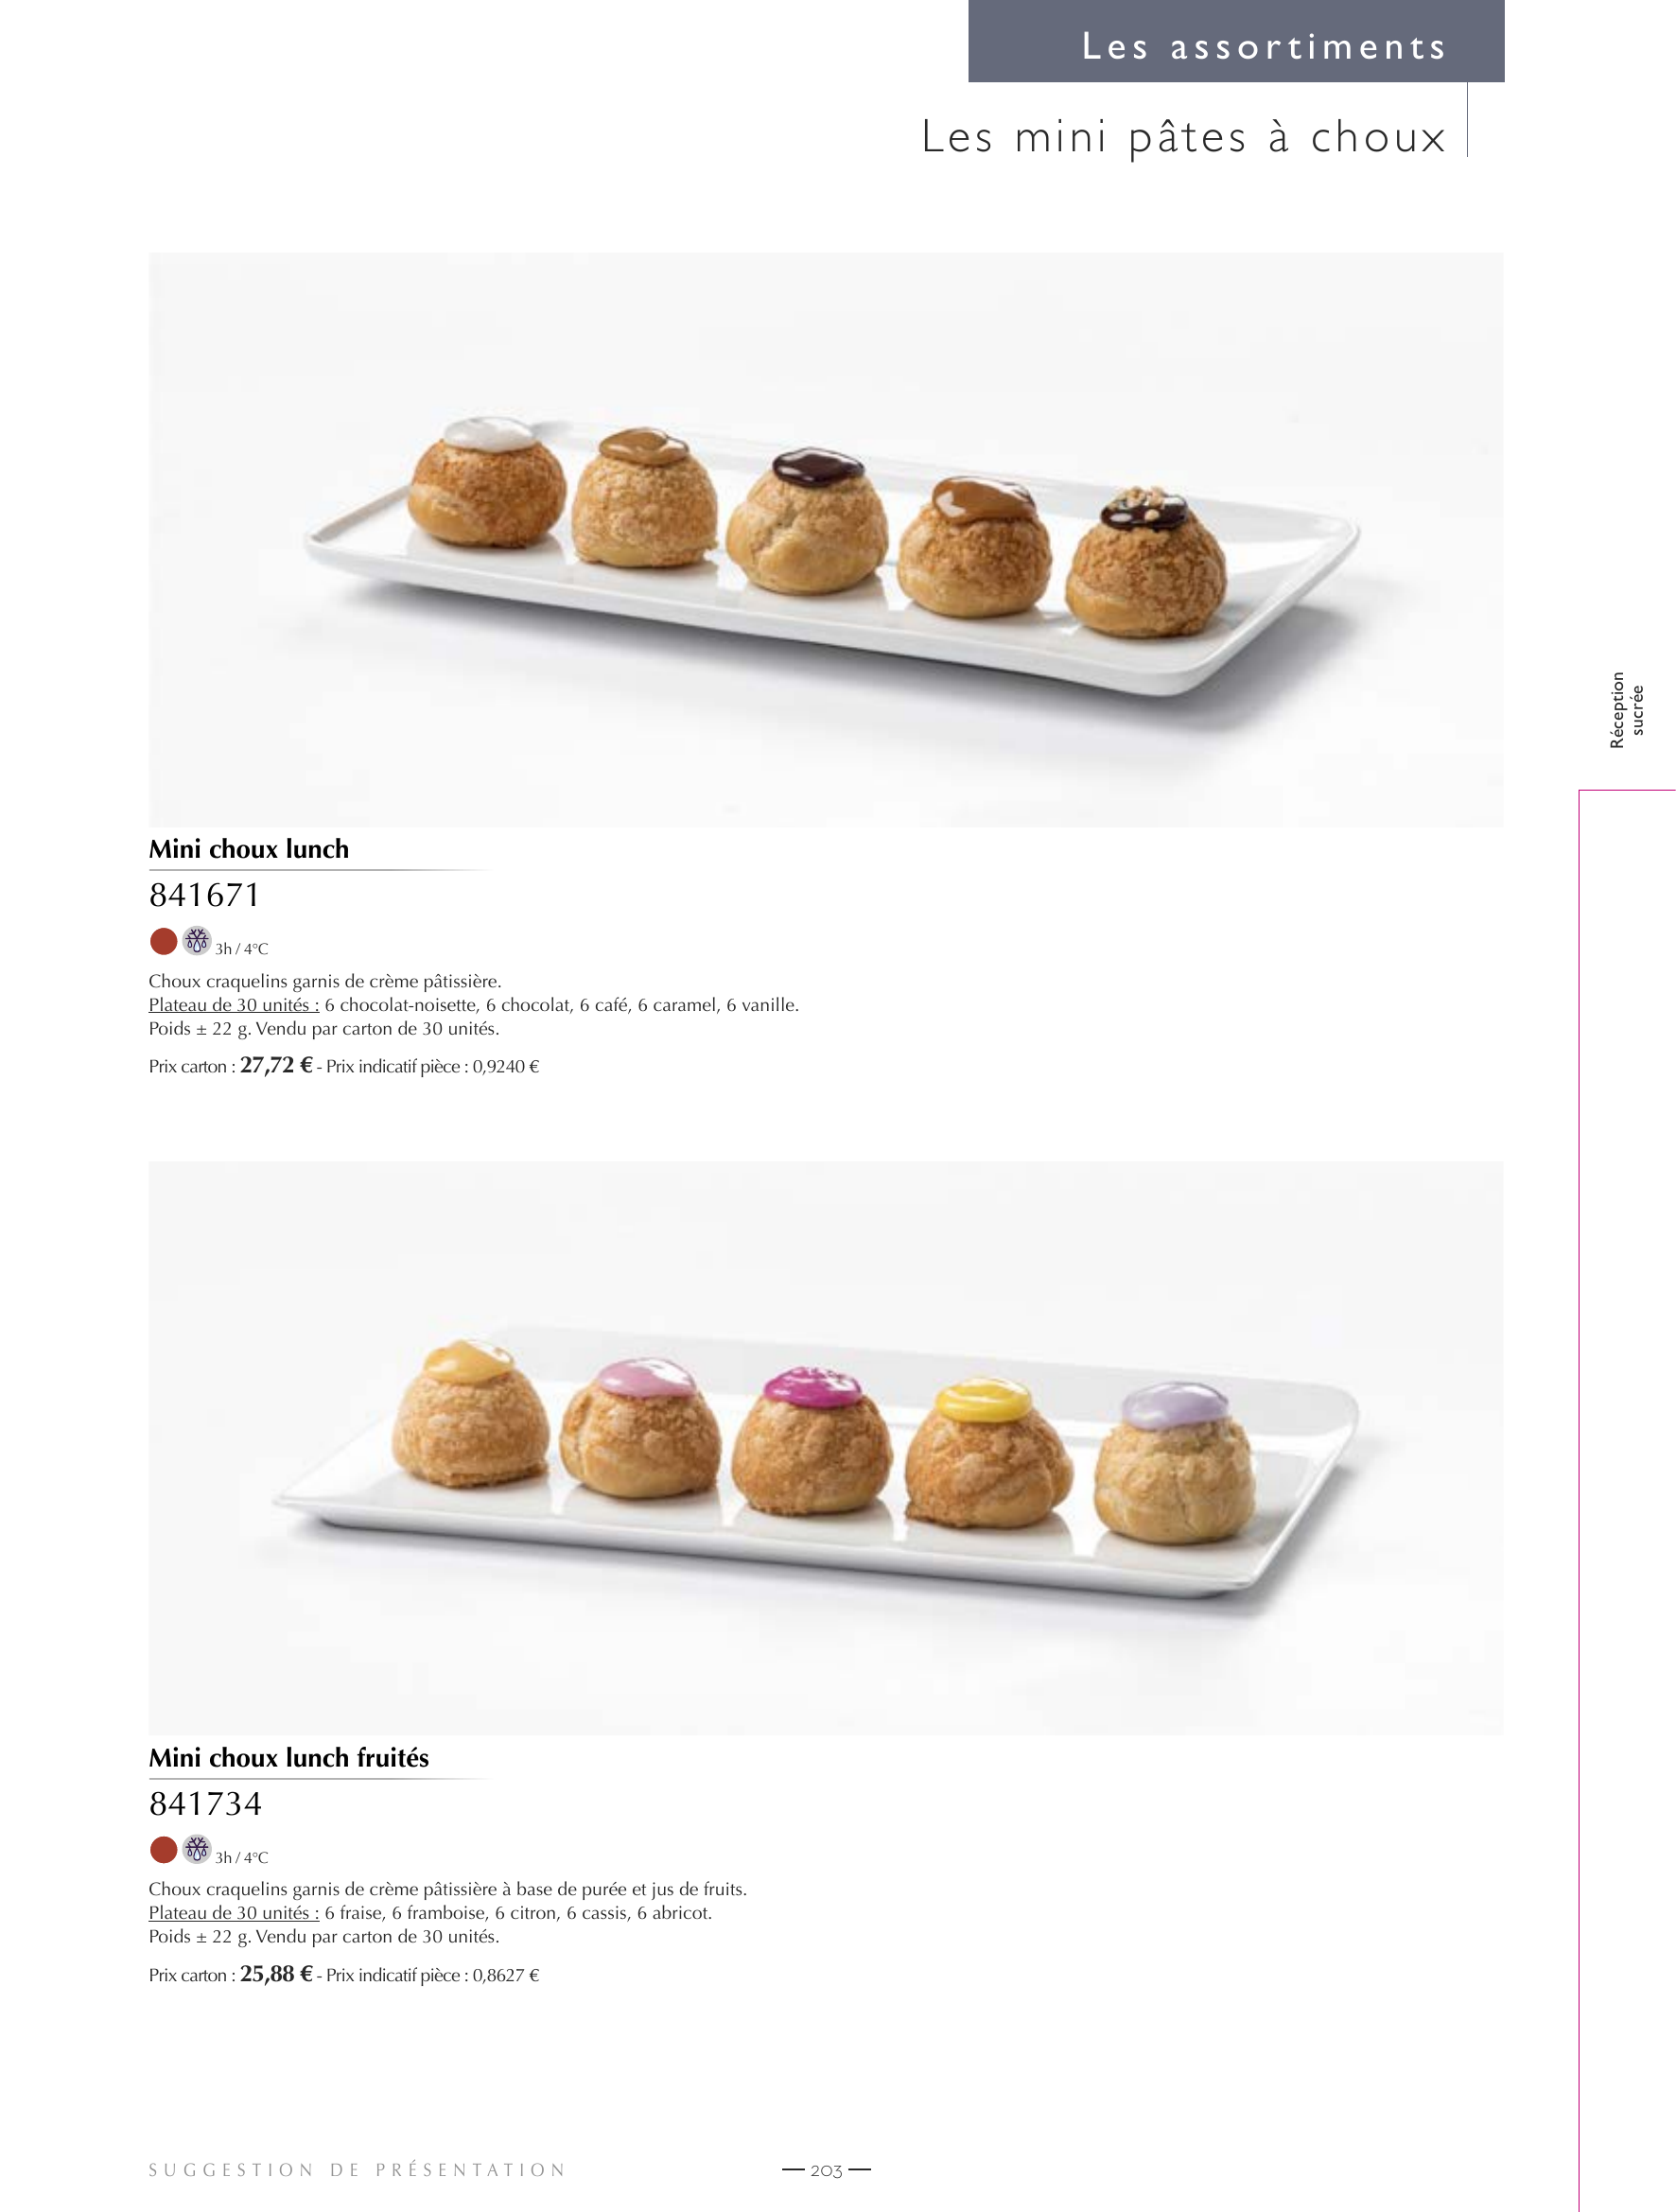 Les assortiments
Les mini pâtes à choux
Réception
sucrée
Mini choux lunch
841671
3h / 4°C
Choux craquelins garnis de crème pâtissière.
Plateau de 30 unités : 6 chocolat-noisette, 6 chocolat, 6 café, 6 caramel, 6 vanille.
Poids ± 22 g. Vendu par carton de 30 unités.
Prix carton : 27,72 € - Prix indicatif pièce : 0,9240 €
Mini choux lunch fruités
841734
3h / 4°C
Choux craquelins garnis de crème pâtissière à base de purée et jus de fruits.
Plateau de 30 unités : 6 fraise, 6 framboise, 6 citron, 6 cassis, 6 abricot.
Poids ± 22 g. Vendu par carton de 30 unités.
Prix carton : 25,88 € - Prix indicatif pièce : 0,8627 €
SUGGESTION DE PRÉSENTATION
— 203 —